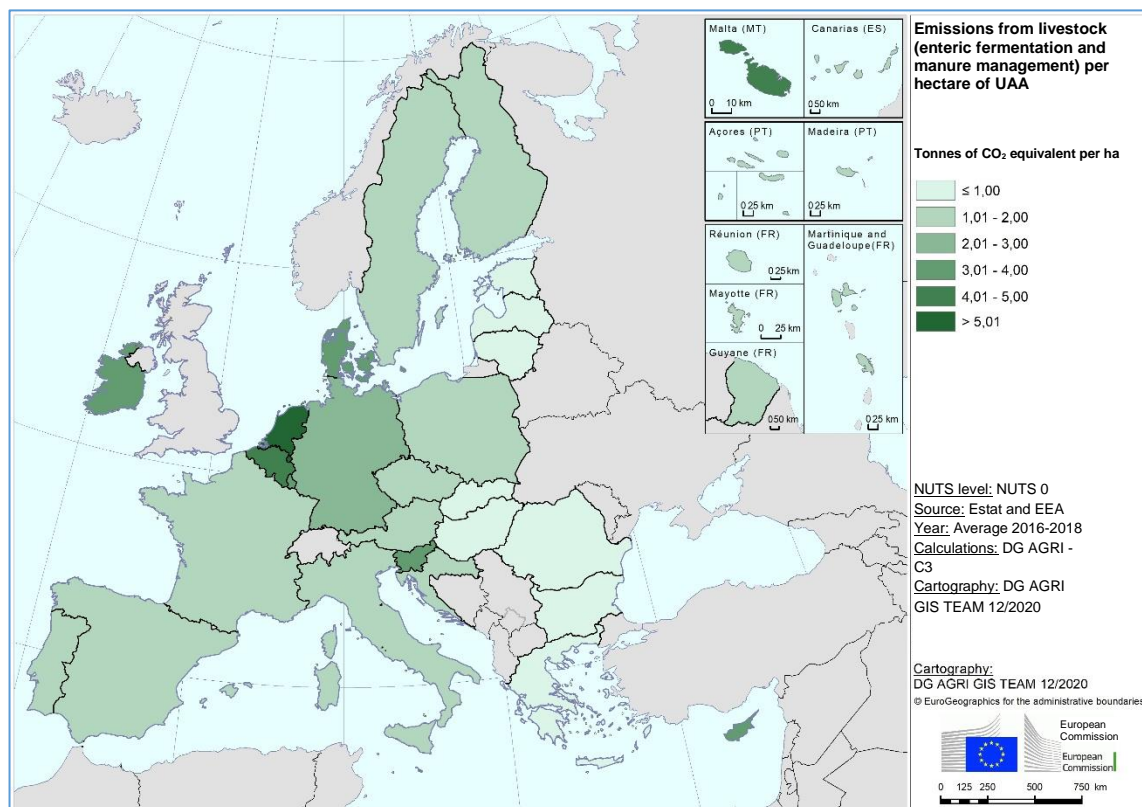 Malta (MT)
0 10 km
Canarias (ES)
0 50 km
Açores (PT)
0 25 km
0 25 km
Madeira (PT)
0 25 km
Réunion (FR)
0 25 km
Mayotte (FR)
0 25 km
Guyane (FR)
0 50 km
Martinique and
Guadeloupe(FR)
0 25 km
Emissions from livestock
(enteric fermentation and
manure management) per
hectare of UAA
Tonnes of CO₂ equivalent per ha
≤ 1,00
1,01 - 2,00
2,01 - 3,00
3,01 - 4,00
4,01 - 5,00
> 5,01
NUTS level: NUTS 0
Source: Estat and EEA
Year: Average 2016-2018
Calculations: DG AGRI -
C3
Cartography: DG AGRI
GIS TEAM 12/2020
Cartography:
DG AGRI GIS TEAM 12/2020
© EuroGeographics for the administrative boundaries
European
Commission
European
Commission
0 125 250 500 750 km